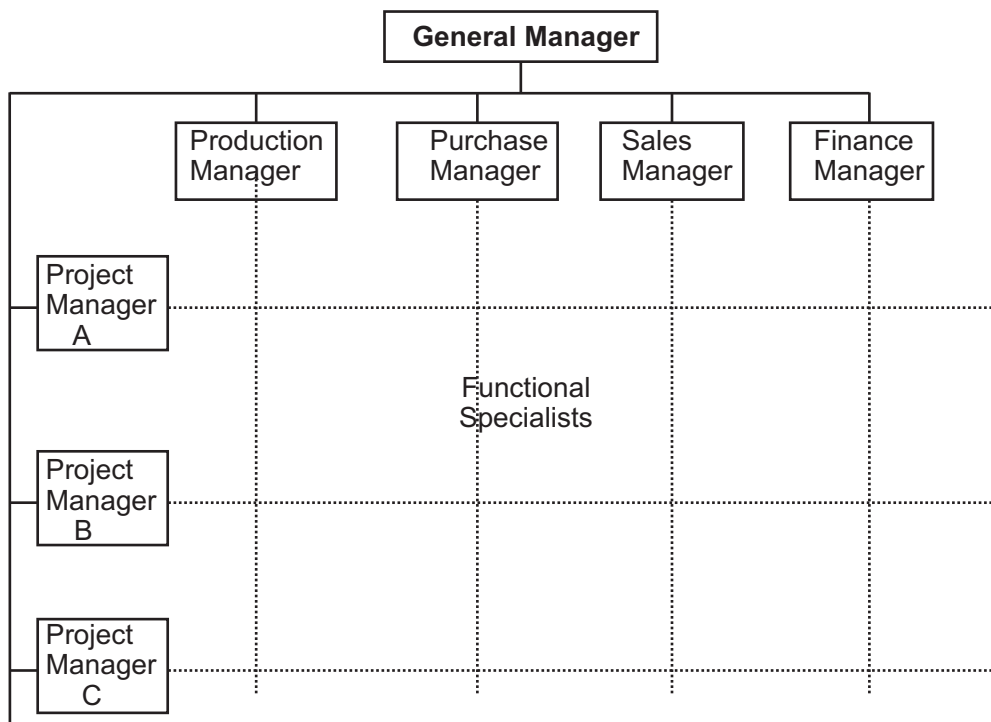 General Manager
Production
Manager
Purchase
Manager
Sales
Manager
Finance
Manager
Project
Manager
A
Functional
Specialists
Project
Manager
B
Project
Manager
C